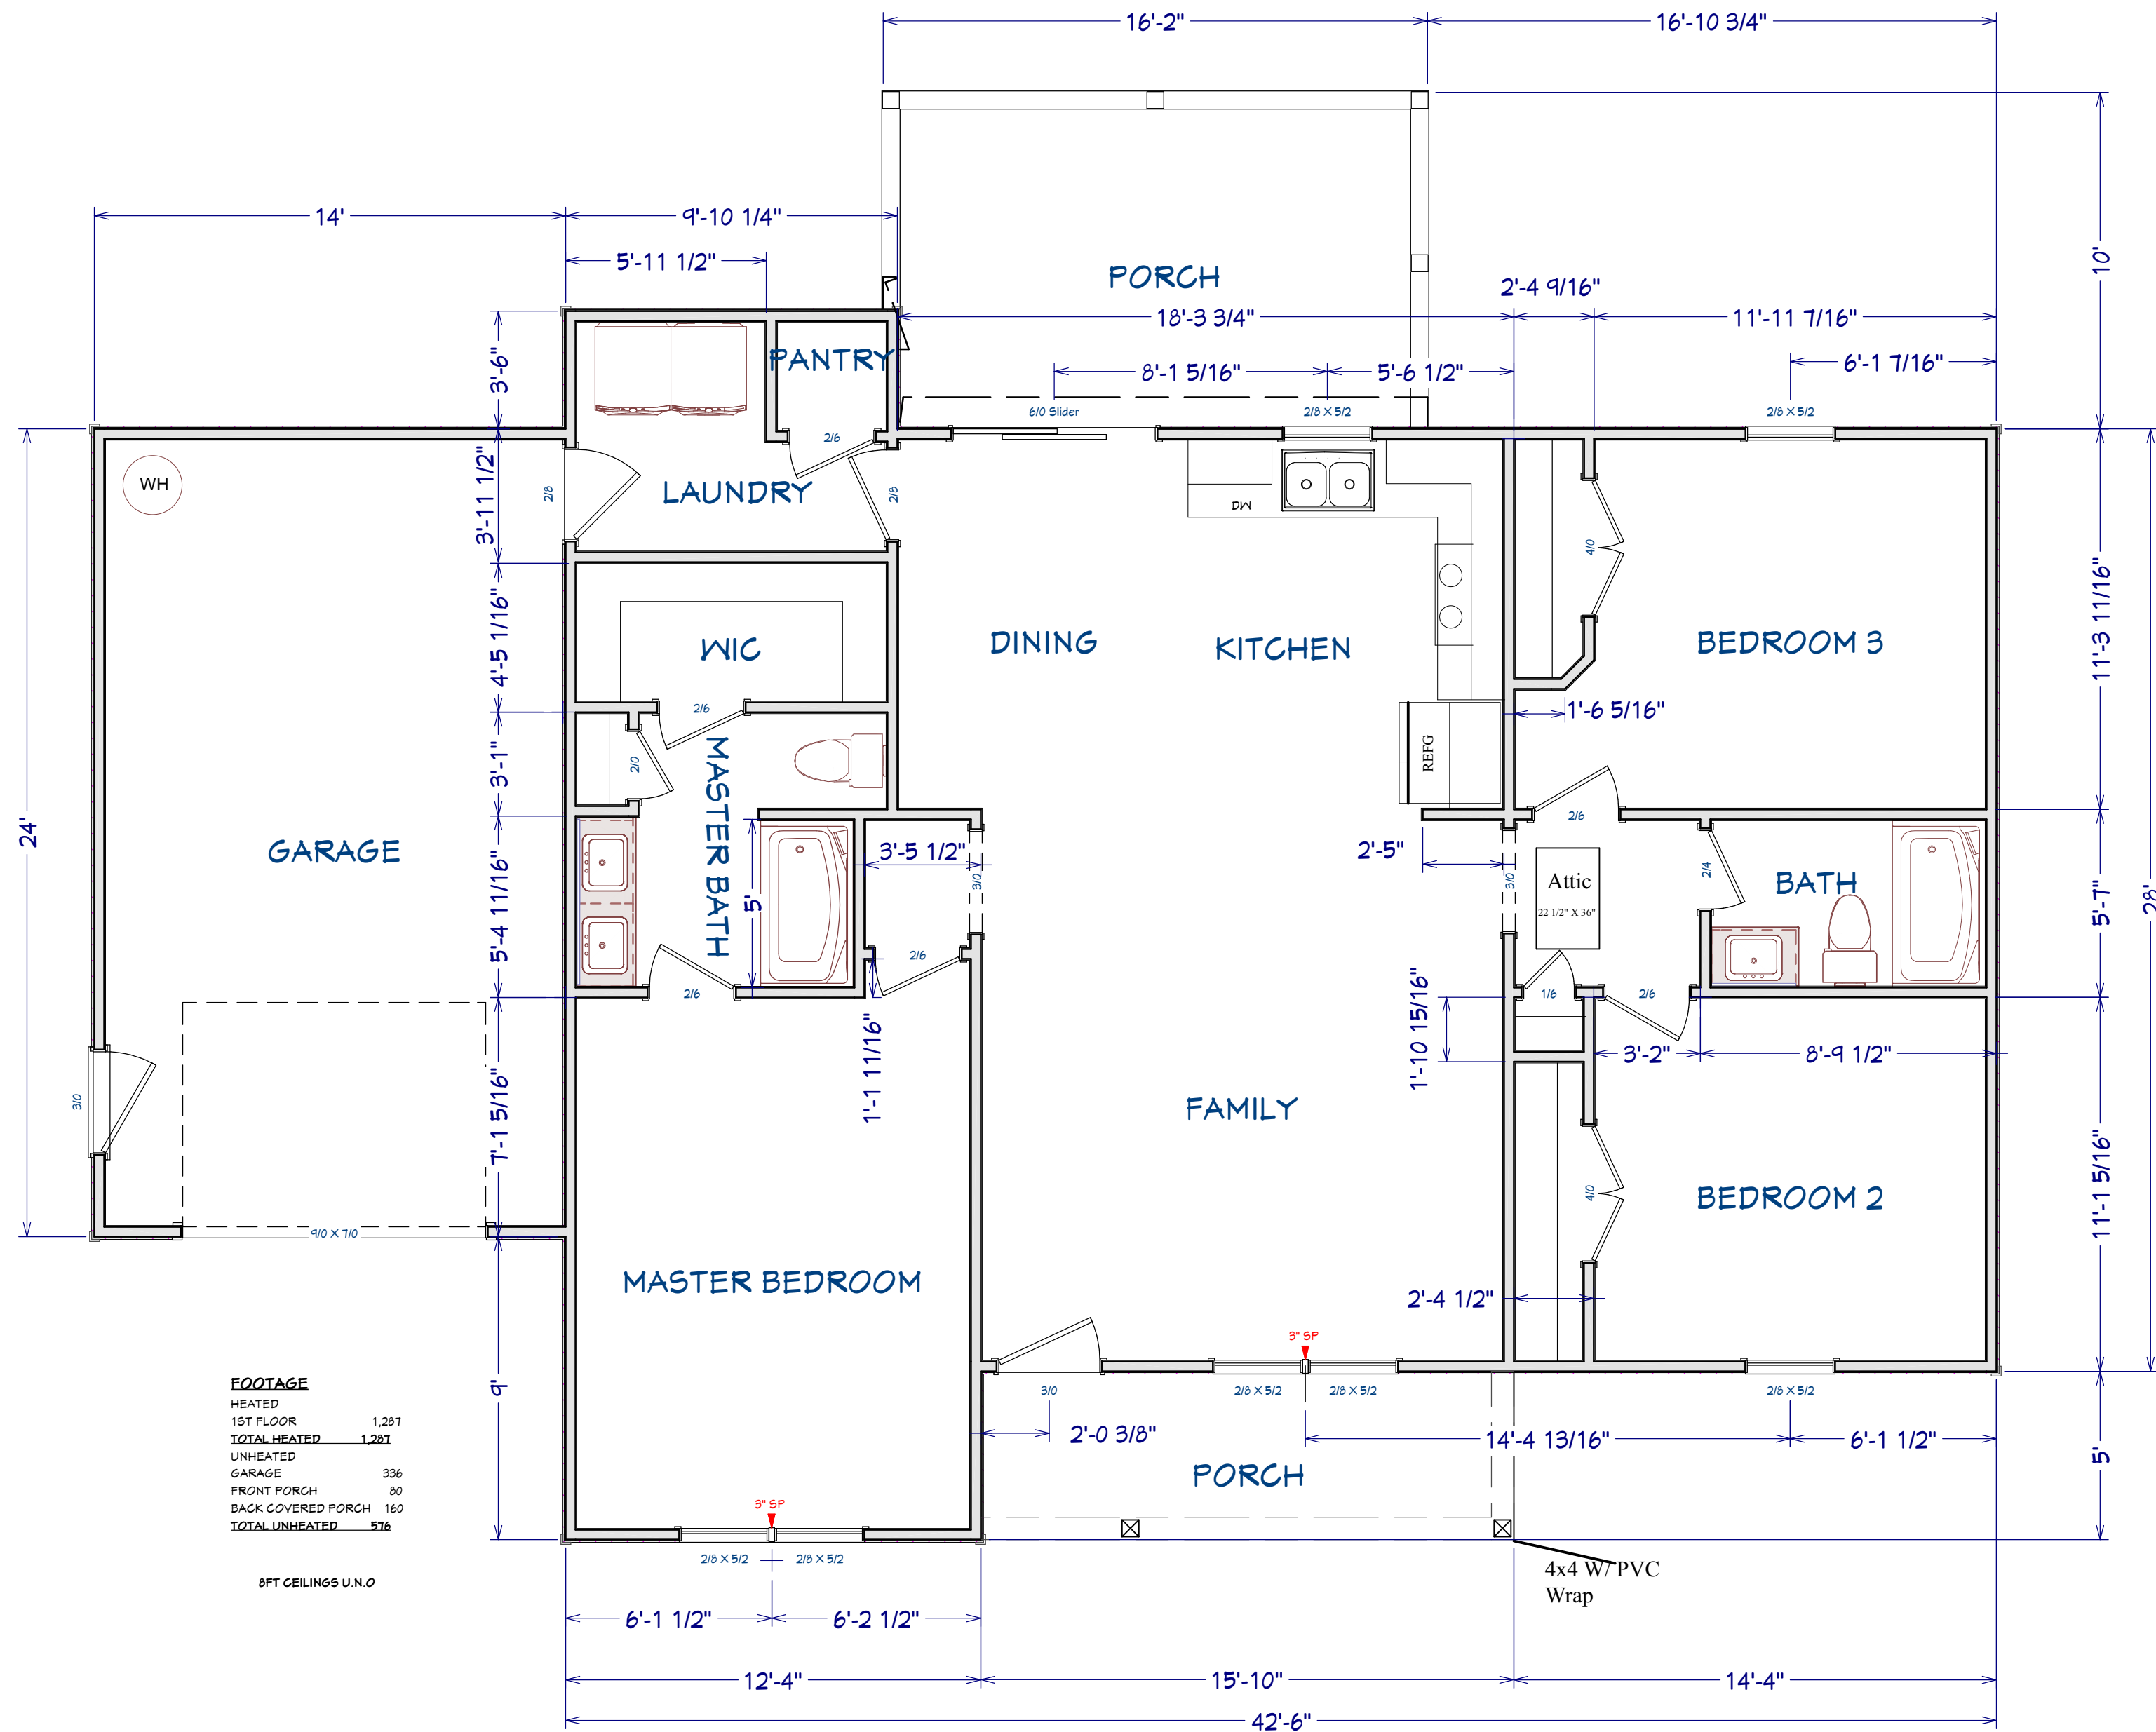 16'-2" 16'-10 3/4"
14' 9'-10 1/4"
5'-11 1/2"
10'
PORCH
2'-4 9/16"
18'-3 3/4" 11'-11 7/16"
3'-6"
PANTRY
8'-1 5/16" 5'-6 1/2" 6'-1 7/16"
6/0 Slider 2/8 X 5/2 2/8 X 5/2
2/6
WH
3'-11 1/2"
2/8
LAUNDRY
2/8
DW
4/0
4'-5 1/16"
WIC
DINING
KITCHEN
BEDROOM 3
11'-3 11/16"
2/6
1'-6 5/16"
3'-1"
2/0
MASTER BATH
REFG
24'
GARAGE
5'-4 11/16"
3'-5 1/2"
5'
3/0
2'-5"
2/6
3/0
Attic
22 1/2" X 36"
2/4
BATH
5'-7"
28'
2/6
2/6
1/6
2/6
1'-1 11/16"
1'-10 15/16"
3'-2" 8'-9 1/2"
3/0
7'-1 5/16"
FAMILY
4/0
BEDROOM 2
11'-1 5/16"
9/0 X 7/0
MASTER BEDROOM
2'-4 1/2"
3" SP
9'
3/0 2/8 X 5/2 2/8 X 5/2 2/8 X 5/2
2'-0 3/8" 14'-4 13/16" 6'-1 1/2"
5'
PORCH
FOOTAGE
HEATED
1ST FLOOR 1,287
TOTAL HEATED 1,287
UNHEATED
GARAGE 336
FRONT PORCH 80
BACK COVERED PORCH 160
TOTAL UNHEATED 576
8FT CEILINGS U.N.O
3" SP
2/8 X 5/2 2/8 X 5/2
4x4 W/ PVC
Wrap
6'-1 1/2" 6'-2 1/2"
12'-4" 15'-10" 14'-4"
42'-6"